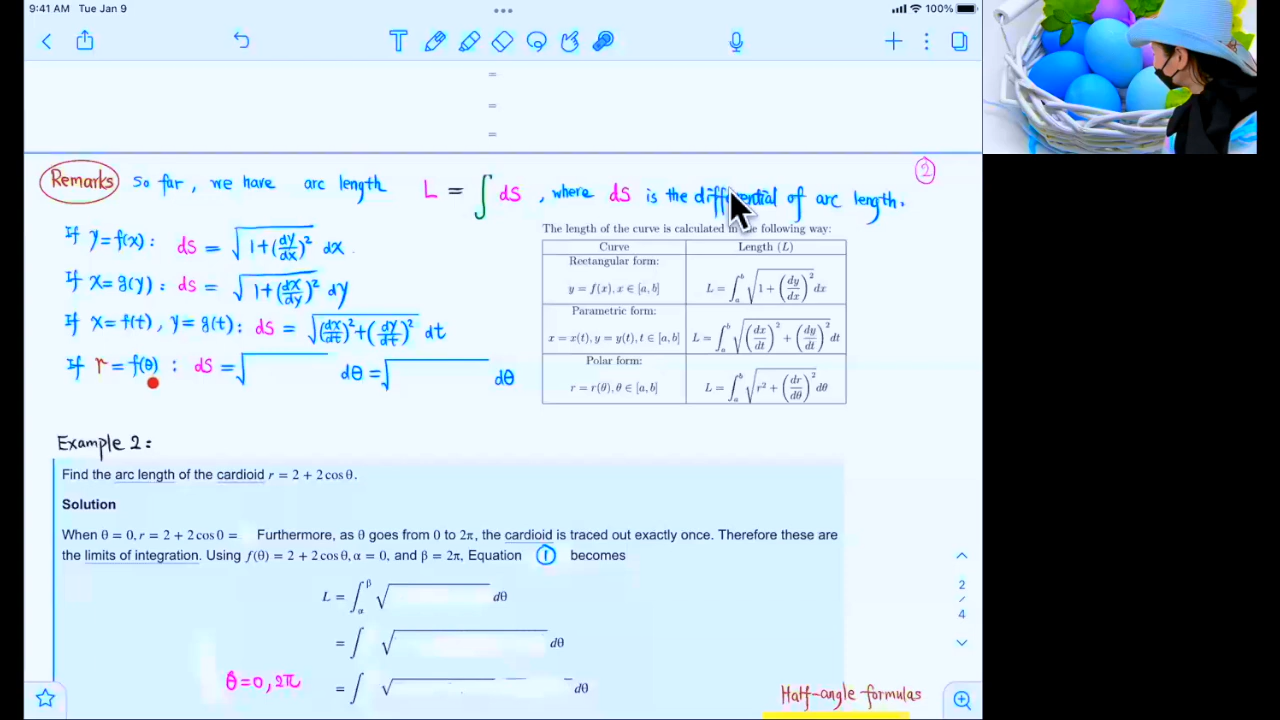 9:41 AM Tue Jan 9
100%
=
=
=
Remarks So far, we have arc length L = ∫ ds, where ds is the differential of arc length.
2
If y=f(x): ds = √(1+(dy/dx)²) dx
If x=g(y): ds = √(1+(dx/dy)²) dy
If x=f(t), y=g(t): ds = √((dx/dt)²+(dy/dt)²) dt
If r=f(θ): ds = √ dθ = √ dθ
The length of the curve is calculated in the following way:
Curve Length (L)
Rectangular form:
y = f(x), x ∈ [a, b] L = ∫ₐᵇ √(1 + (dy/dx)²) dx
Parametric form:
x = x(t), y = y(t), t ∈ [a, b] L = ∫ₐᵇ √((dx/dt)² + (dy/dt)²) dt
Polar form:
r = r(θ), θ ∈ [a, b] L = ∫ₐᵇ √(r² + (dr/dθ)²) dθ
Example 2:
Find the arc length of the cardioid r = 2 + 2 cos θ.
Solution
When θ = 0, r = 2 + 2 cos 0 = Furthermore, as θ goes from 0 to 2π, the cardioid is traced out exactly once. Therefore these are
the limits of integration. Using f(θ) = 2 + 2 cos θ, α = 0, and β = 2π, Equation 1 becomes
L = ∫_α^β √ dθ
= ∫ √ dθ
θ=0, 2π = ∫ √ dθ
Half-angle formulas
2
/
4